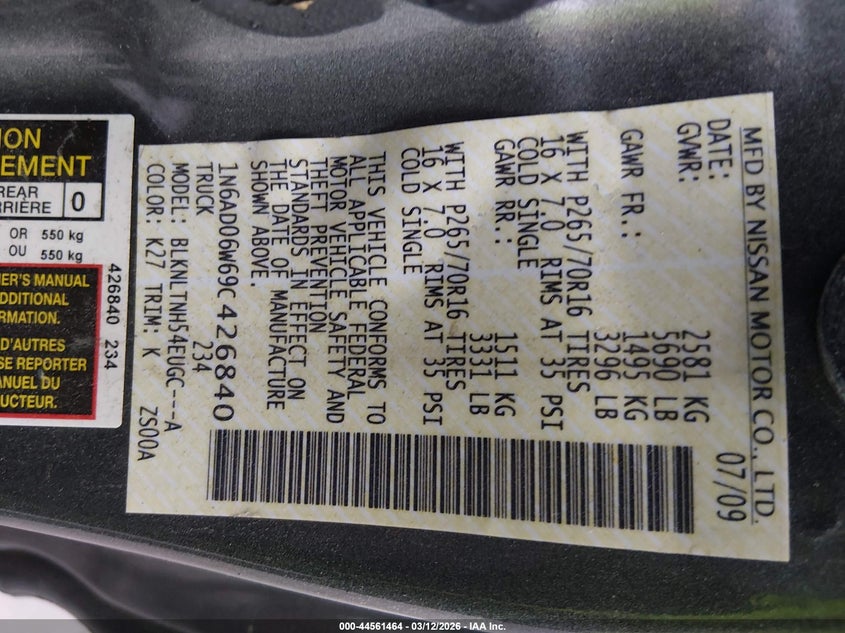 MFD BY NISSAN MOTOR CO., LTD.
DATE: 07/09
GVWR: 2581 KG
5690 LB
GAWR FR.: 1495 KG
3296 LB
WITH P265/70R16 TIRES
16 X 7.0 RIMS AT 35 PSI
COLD SINGLE
GAWR RR.: 1511 KG
3331 LB
WITH P265/70R16 TIRES
16 X 7.0 RIMS AT 35 PSI
COLD SINGLE
THIS VEHICLE CONFORMS TO
ALL APPLICABLE FEDERAL
MOTOR VEHICLE SAFETY AND
THEFT PREVENTION
STANDARDS IN EFFECT ON
THE DATE OF MANUFACTURE
SHOWN ABOVE.
1N6AD06W69C426840
TRUCK 234
MODEL: BLKNLTNH54EUGC---A
COLOR: K27 TRIM: K ZS00A
ION
EMENT
REAR
RRIÈRE 0
OR 550 kg
OU 550 kg
ER'S MANUAL
ADDITIONAL
RMATION.
D'AUTRES
SE REPORTER
ANUEL DU
UCTEUR.
426840 234
000-44561464 - 03/12/2026 - IAA Inc.